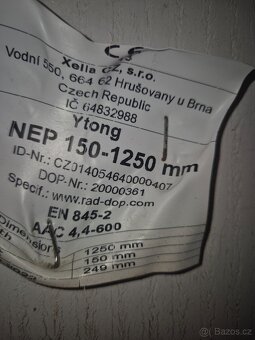 CE
Xella CZ, s.r.o.
Vodní 550, 664 62 Hrušovany u Brna
Czech Republic
IČ 64832988
Ytong
NEP 150-1250 mm
ID-Nr.: CZ014054640000407
DOP-Nr.: 20000361
Specif.: www.rad-dop.com
EN 845-2
AAC 4,4-600
Dimension
1250 mm
150 mm
249 mm
©bazos.cz